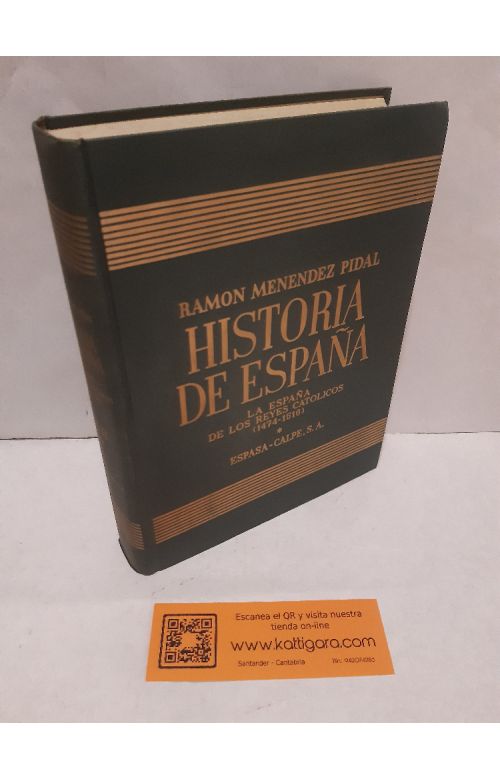 RAMON MENENDEZ PIDAL
HISTORIA
DE ESPAÑA
LA ESPAÑA
DE LOS REYES CATOLICOS
(1474-1516)
*
ESPASA-CALPE, S. A.
Escanea el QR y visita nuestra
tienda on-line
www.kattigara.com
Santander - Cantabria